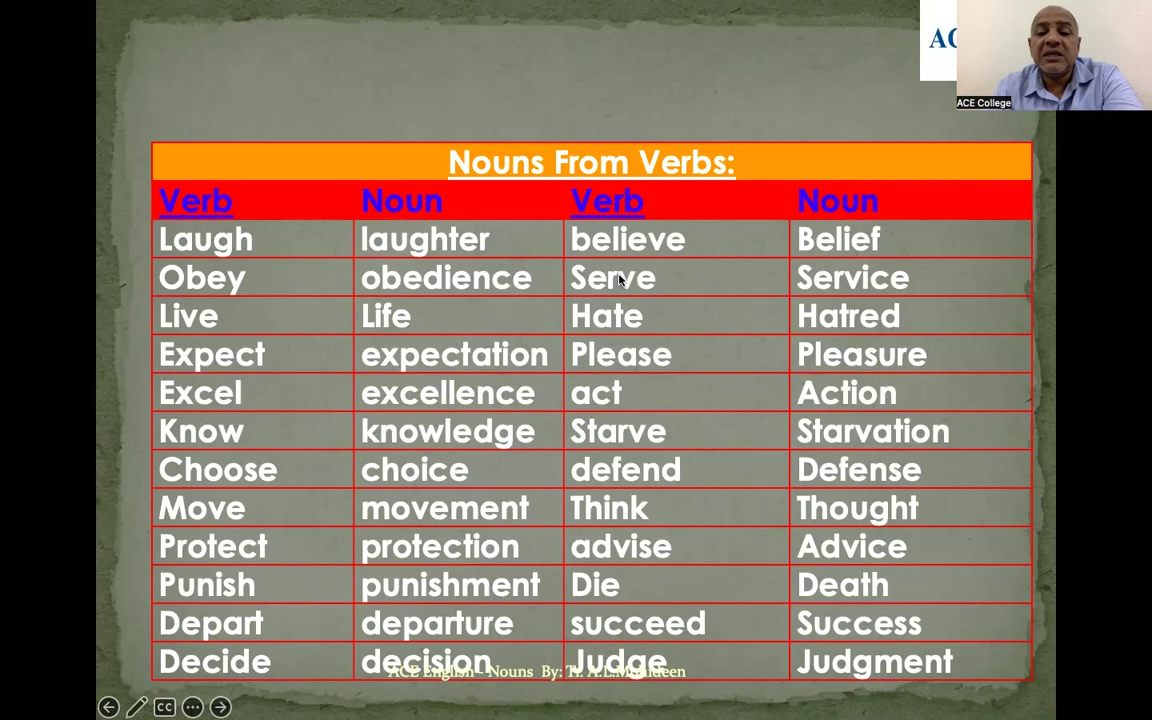 AC
ACE College
Nouns From Verbs:
Verb Noun Verb Noun
Laugh laughter believe Belief
Obey obedience Serve Service
Live Life Hate Hatred
Expect expectation Please Pleasure
Excel excellence act Action
Know knowledge Starve Starvation
Choose choice defend Defense
Move movement Think Thought
Protect protection advise Advice
Punish punishment Die Death
Depart departure succeed Success
Decide decision Judge Judgment
ACE English - Nouns By: Tr. A.L.
CC